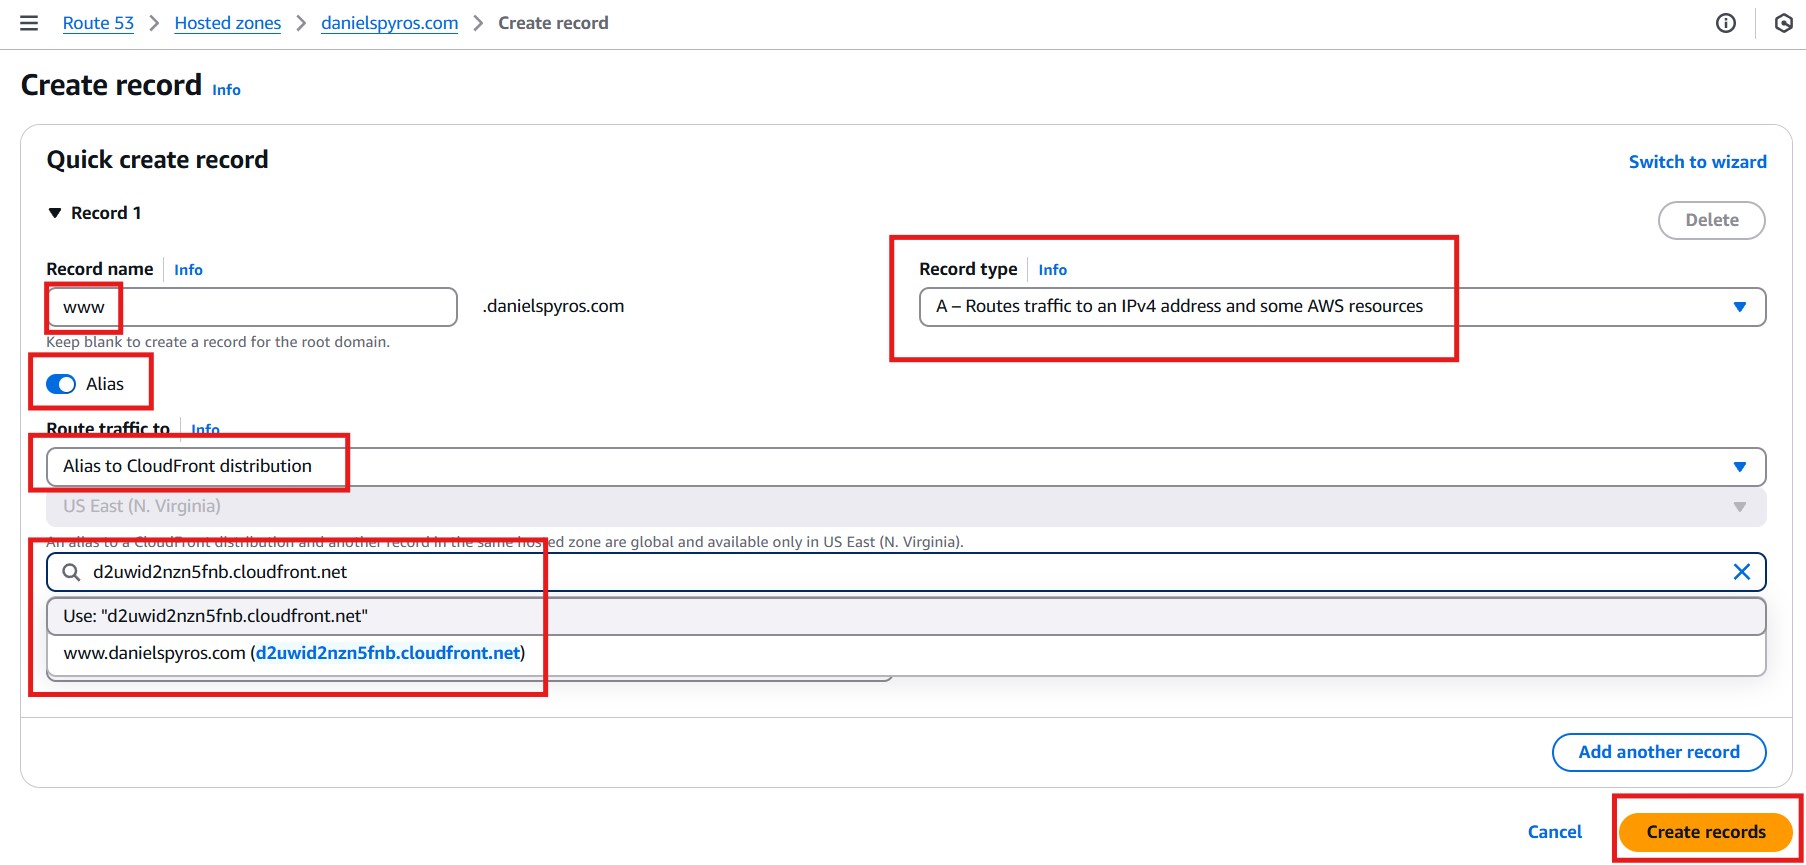 Route 53 > Hosted zones > danielspyros.com > Create record
Create record Info
Quick create record
Switch to wizard
Record 1
Delete
Record name Info
Record type Info
www
.danielspyros.com
A – Routes traffic to an IPv4 address and some AWS resources
Keep blank to create a record for the root domain.
Alias
Route traffic to Info
Alias to CloudFront distribution
US East (N. Virginia)
An alias to a CloudFront distribution and another record in the same hosted zone are global and available only in US East (N. Virginia).
d2uwid2nzn5fnb.cloudfront.net
Use: "d2uwid2nzn5fnb.cloudfront.net"
www.danielspyros.com (d2uwid2nzn5fnb.cloudfront.net)
Add another record
Cancel
Create records